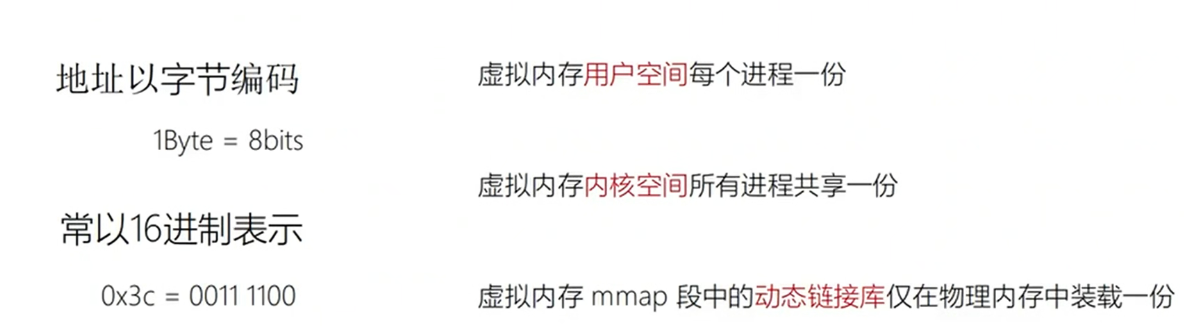 地址以字节编码
1Byte = 8bits
常以16进制表示
0x3c = 0011 1100
虚拟内存用户空间每个进程一份
虚拟内存内核空间所有进程共享一份
虚拟内存 mmap 段中的动态链接库仅在物理内存中装载一份